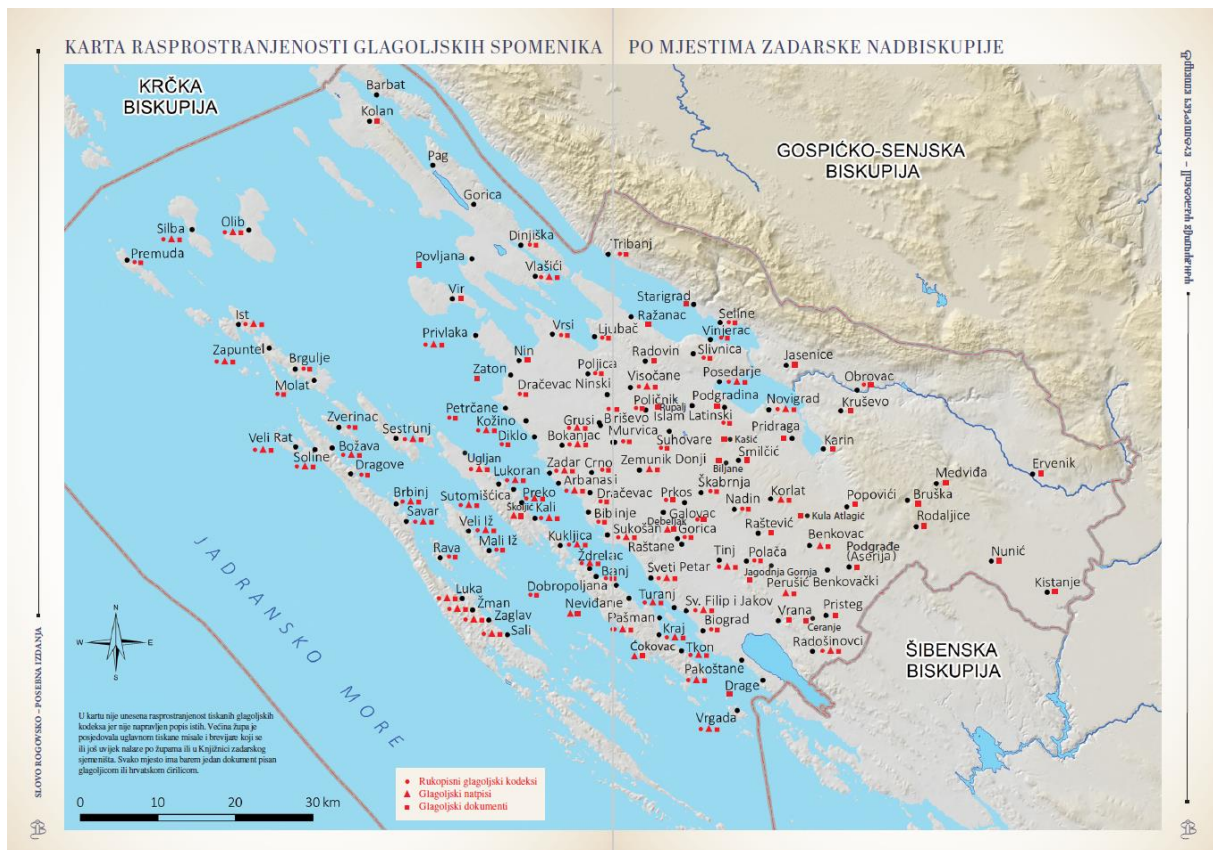 KARTA RASPROSTRANJENOSTI GLAGOLJSKIH SPOMENIKA PO MJESTIMA ZADARSKE NADBISKUPIJE
KRČKA
BISKUPIJA
Barbat
Kolan
GOSPIĆKO-SENJSKA
BISKUPIJA
Pag
Gorica
Silba
Olib
Premuda
Dinjiška
Tribanj
Povljana
Vlašići
Vir
Starigrad
Ražanac
Seline
Ist
Privlaka
Vrsi
Ljubač
Vinjerac
Zapuntel
Brgulje
Molat
Nin
Zaton
Poljica
Radovin
Slivnica
Jasenice
Dračevac Ninski
Visočane
Posedarje
Obrovac
Petrčane
Poličnik
Rupalj
Podgradina
Novigrad
Kruševo
Zverinac
Sestrunj
Kožino
Grusi
Briševo
Islam Latinski
Veli Rat
Soline
Božava
Dragove
Diklo
Bokanjac
Murvica
Suhovare
Kašić
Pridraga
Karin
Ugljan
Lukoran
Zadar
Crno
Zemunik Donji
Biljane
Smilčić
Medviđa
Ervenik
Brbinj
Sutomišćica
Preko
Arbanasi
Dračevac
Prkos
Škabrnja
Nadin
Korlat
Popovići
Bruška
Savar
Školjić
Kali
Bibinje
Galovac
Kula Atlagić
Rodaljice
Veli Iž
Mali Iž
Sukošan
Debeljak
Gorica
Raštević
Benkovac
Rava
Kukljica
Raštane
Tinj
Polača
Podgrađe
(Aserija)
Nunić
Ždrelac
Banj
Sveti Petar
Jagodnja Gornja
Perušić Benkovački
Kistanje
Luka
Žman
Zaglav
Sali
Dobropoljana
Nevidane
Turanj
Sv. Filip i Jakov
Vrana
Pristeg
Ceranje
Pašman
Kraj
Biograd
Radošinovci
Čokovac
Tkon
ŠIBENSKA
BISKUPIJA
Pakoštane
Drage
Vrgada
JADRANSKO MORE
N
W
E
S
U kartu nije unesena rasprostranjenost tiskanih glagoljskih
kodeksa jer nije napravljen popis istih. Većina župa je
posjedovala uglavnom tiskane misale i brevijare koji se
ili još uvijek nalaze po župama ili u Knjižnici zadarskog
sjemeništa. Svako mjesto ima barem jedan dokument pisan
glagoljicom ili hrvatskom ćirilicom.
0 10 20 30 km
Rukopisni glagoljski kodeksi
Glagoljski natpisi
Glagoljski dokumenti
SLOVO ROGOVSKO – POSEBNA IZDANJA